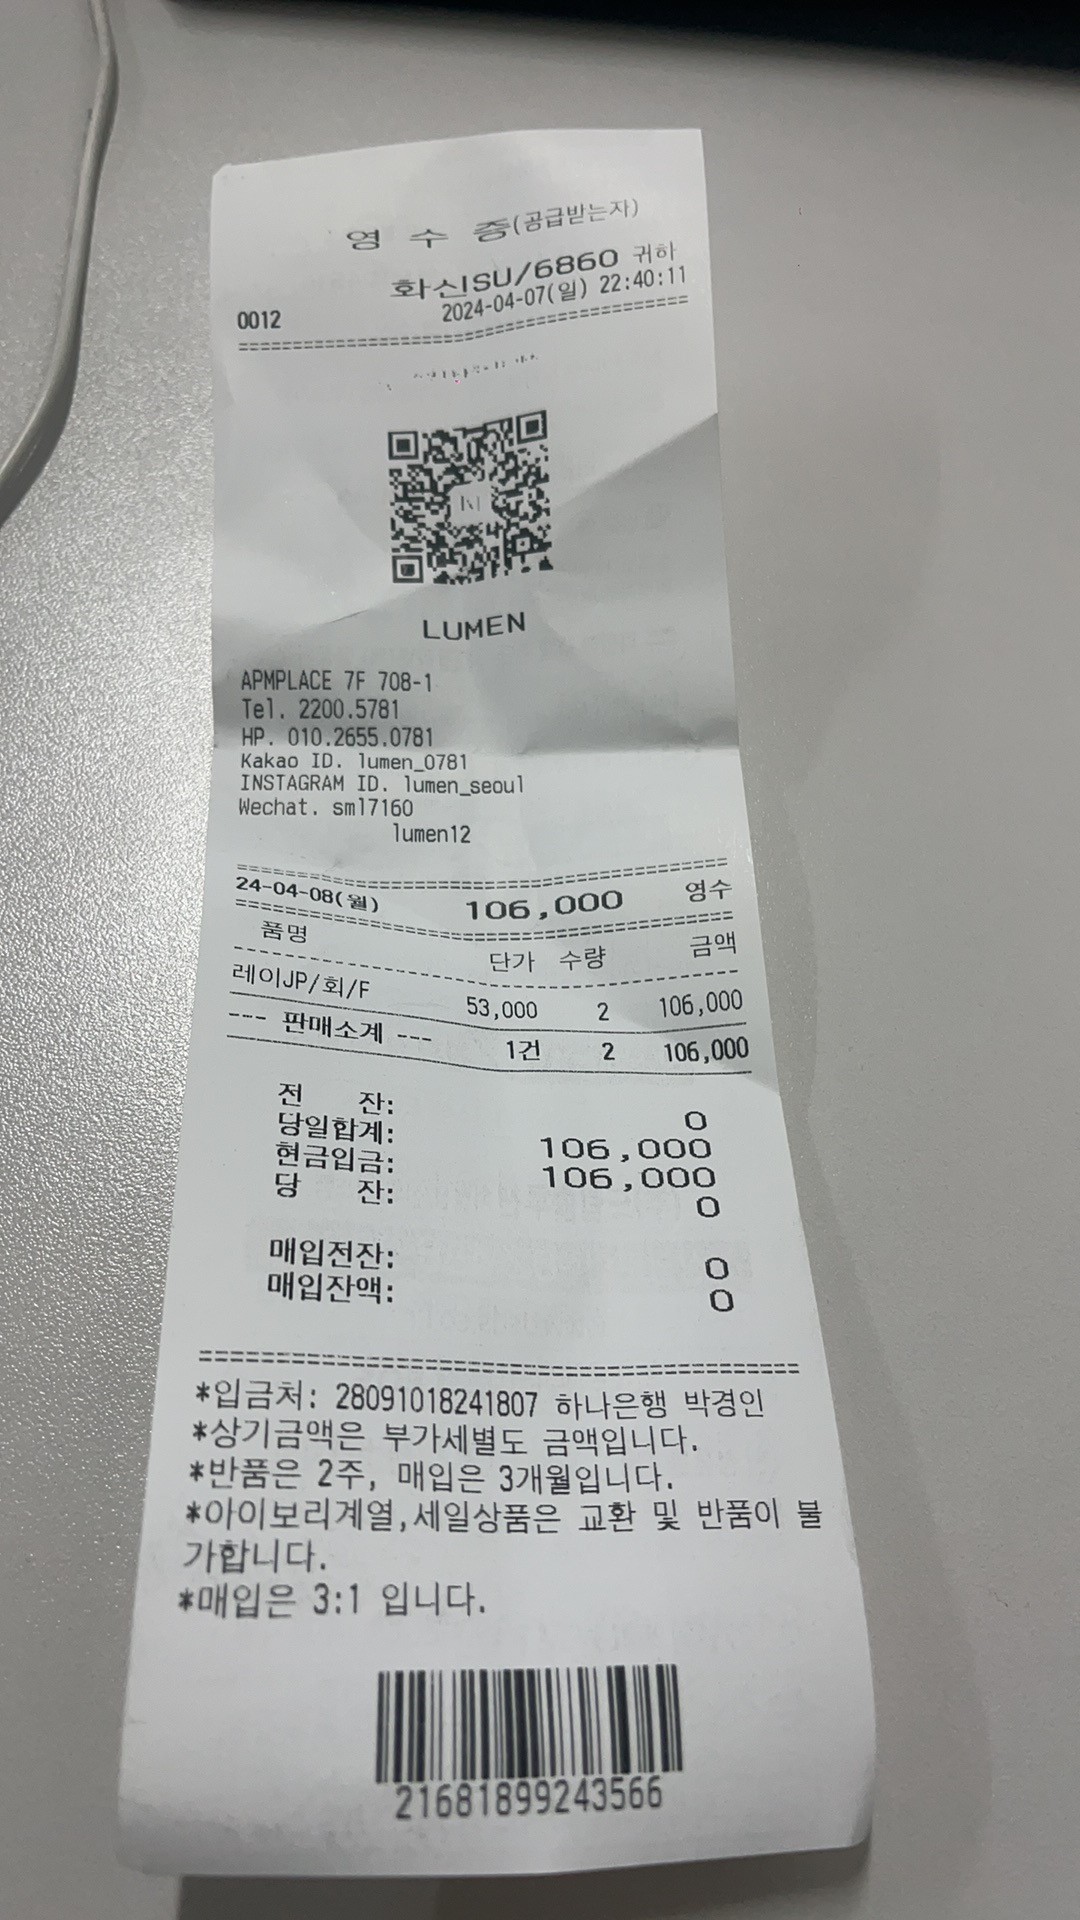 영 수 증(공급받는자)
화신SU/6860 귀하
0012 2024-04-07(일) 22:40:11
LUMEN
APMPLACE 7F 708-1
Tel. 2200.5781
HP. 010.2655.0781
Kakao ID. lumen_0781
INSTAGRAM ID. lumen_seoul
Wechat. sml7160
lumen12
24-04-08(월) 106,000 영수
품명 단가 수량 금액
레이JP/회/F 53,000 2 106,000
--- 판매소계 --- 1건 2 106,000
전 잔: 0
당일합계: 106,000
현금입금: 106,000
당 잔: 0
매입전잔: 0
매입잔액: 0
*입금처: 28091018241807 하나은행 박경인
*상기금액은 부가세별도 금액입니다.
*반품은 2주, 매입은 3개월입니다.
*아이보리계열,세일상품은 교환 및 반품이 불
가합니다.
*매입은 3:1 입니다.
21681899243566